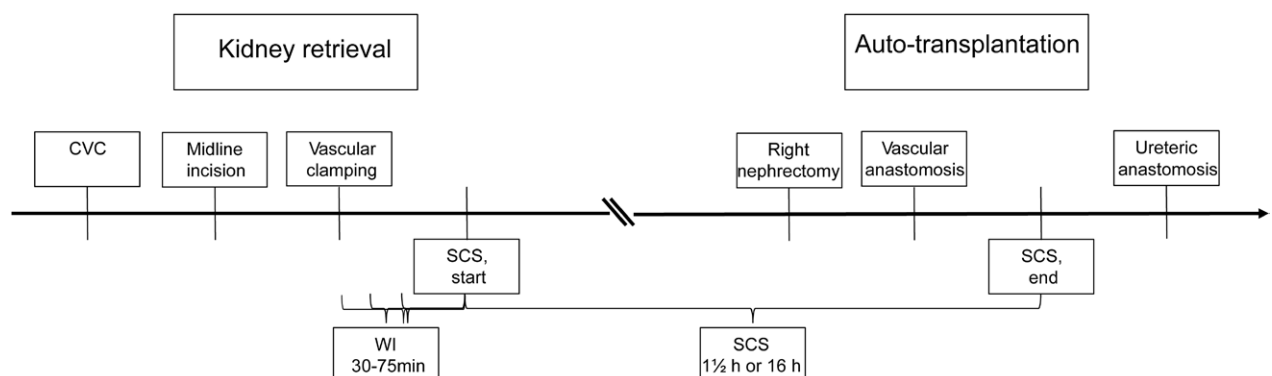 Kidney retrieval
Auto-transplantation
CVC
Midline
incision
Vascular
clamping
Right
nephrectomy
Vascular
anastomosis
Ureteric
anastomosis
SCS,
start
SCS,
end
WI
30-75min
SCS
1½ h or 16 h